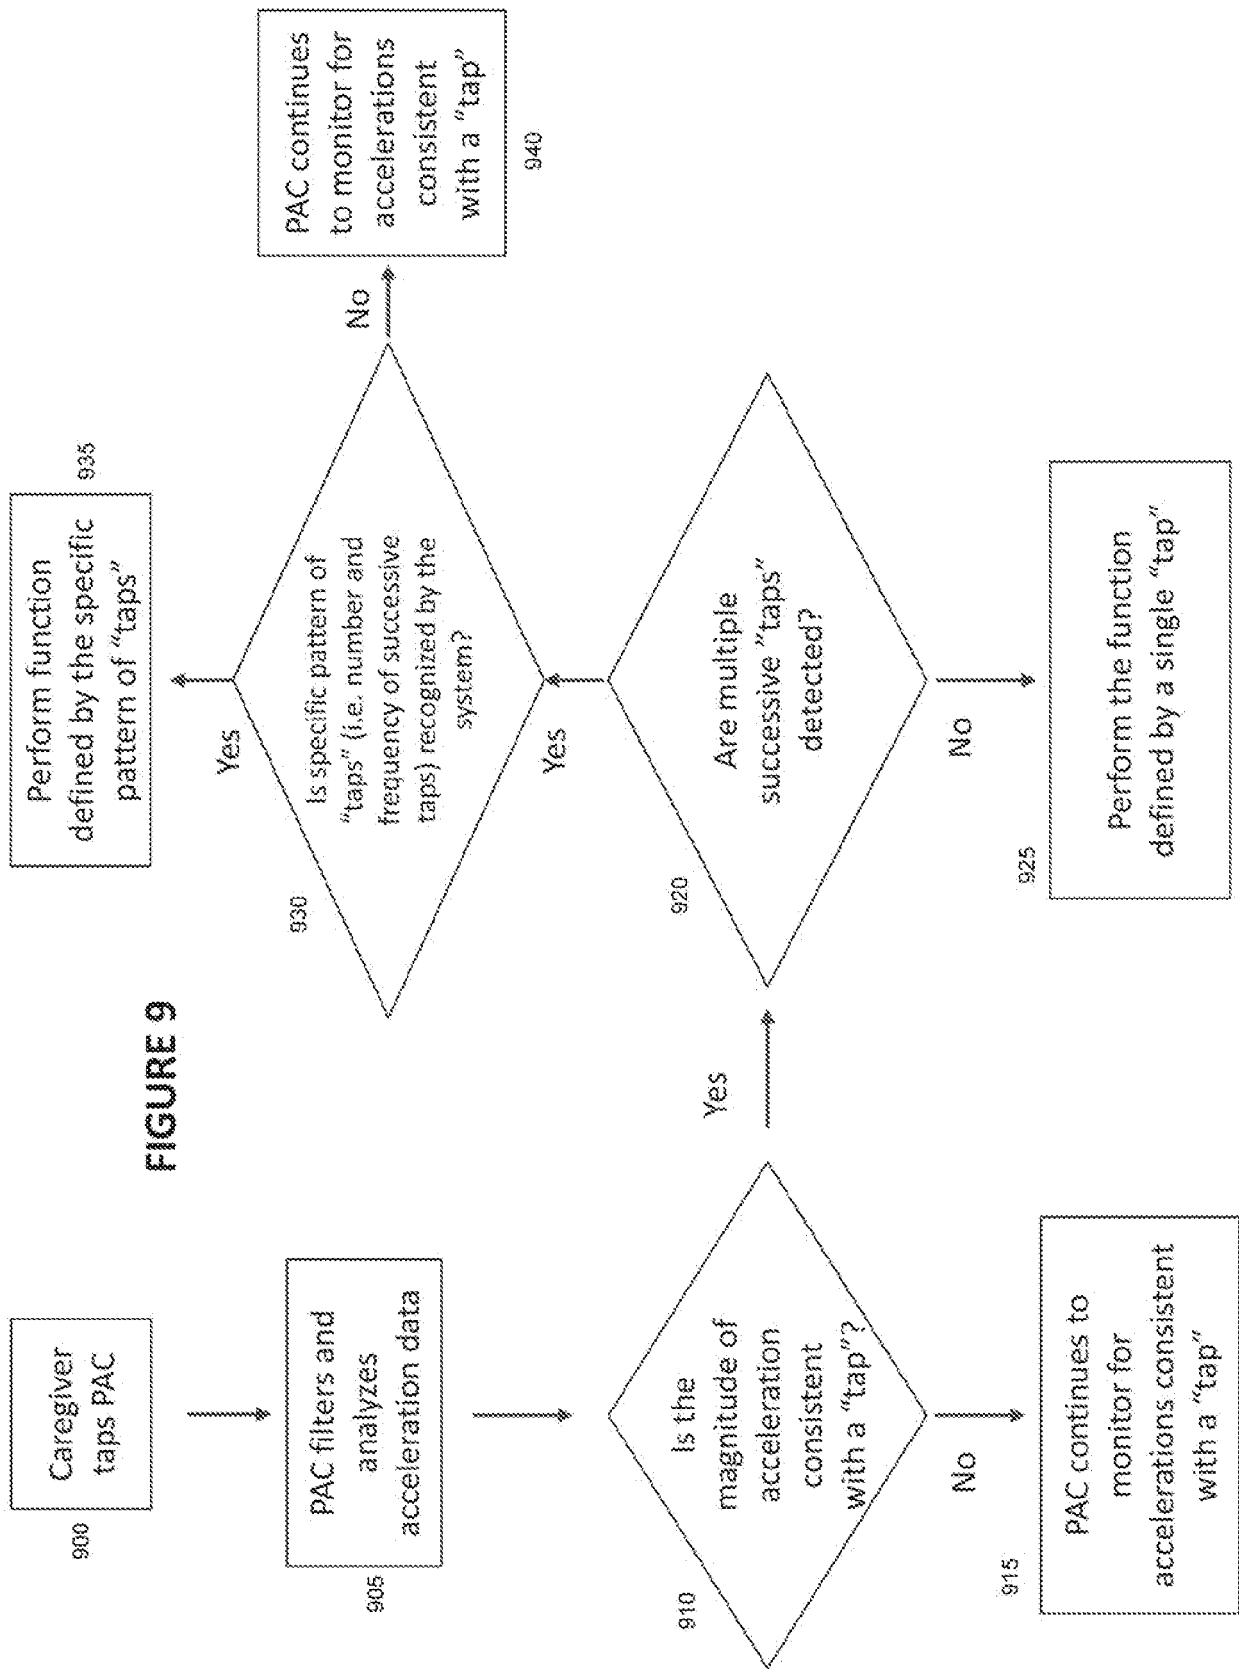 FIGURE 9
900
Caregiver
taps PAC
905
PAC filters and
analyzes
acceleration data
910
Is the
magnitude of
acceleration
consistent
with a “tap”?
No
915
PAC continues to
monitor for
accelerations consistent
with a “tap”
Yes
920
Are multiple
successive “taps”
detected?
No
925
Perform the function
defined by a single “tap”
Yes
930
Is specific pattern of
“taps” (i.e. number and
frequency of successive
taps) recognized by the
system?
Yes
935
Perform function
defined by the specific
pattern of “taps”
No
PAC continues
to monitor for
accelerations
consistent
with a “tap”
940